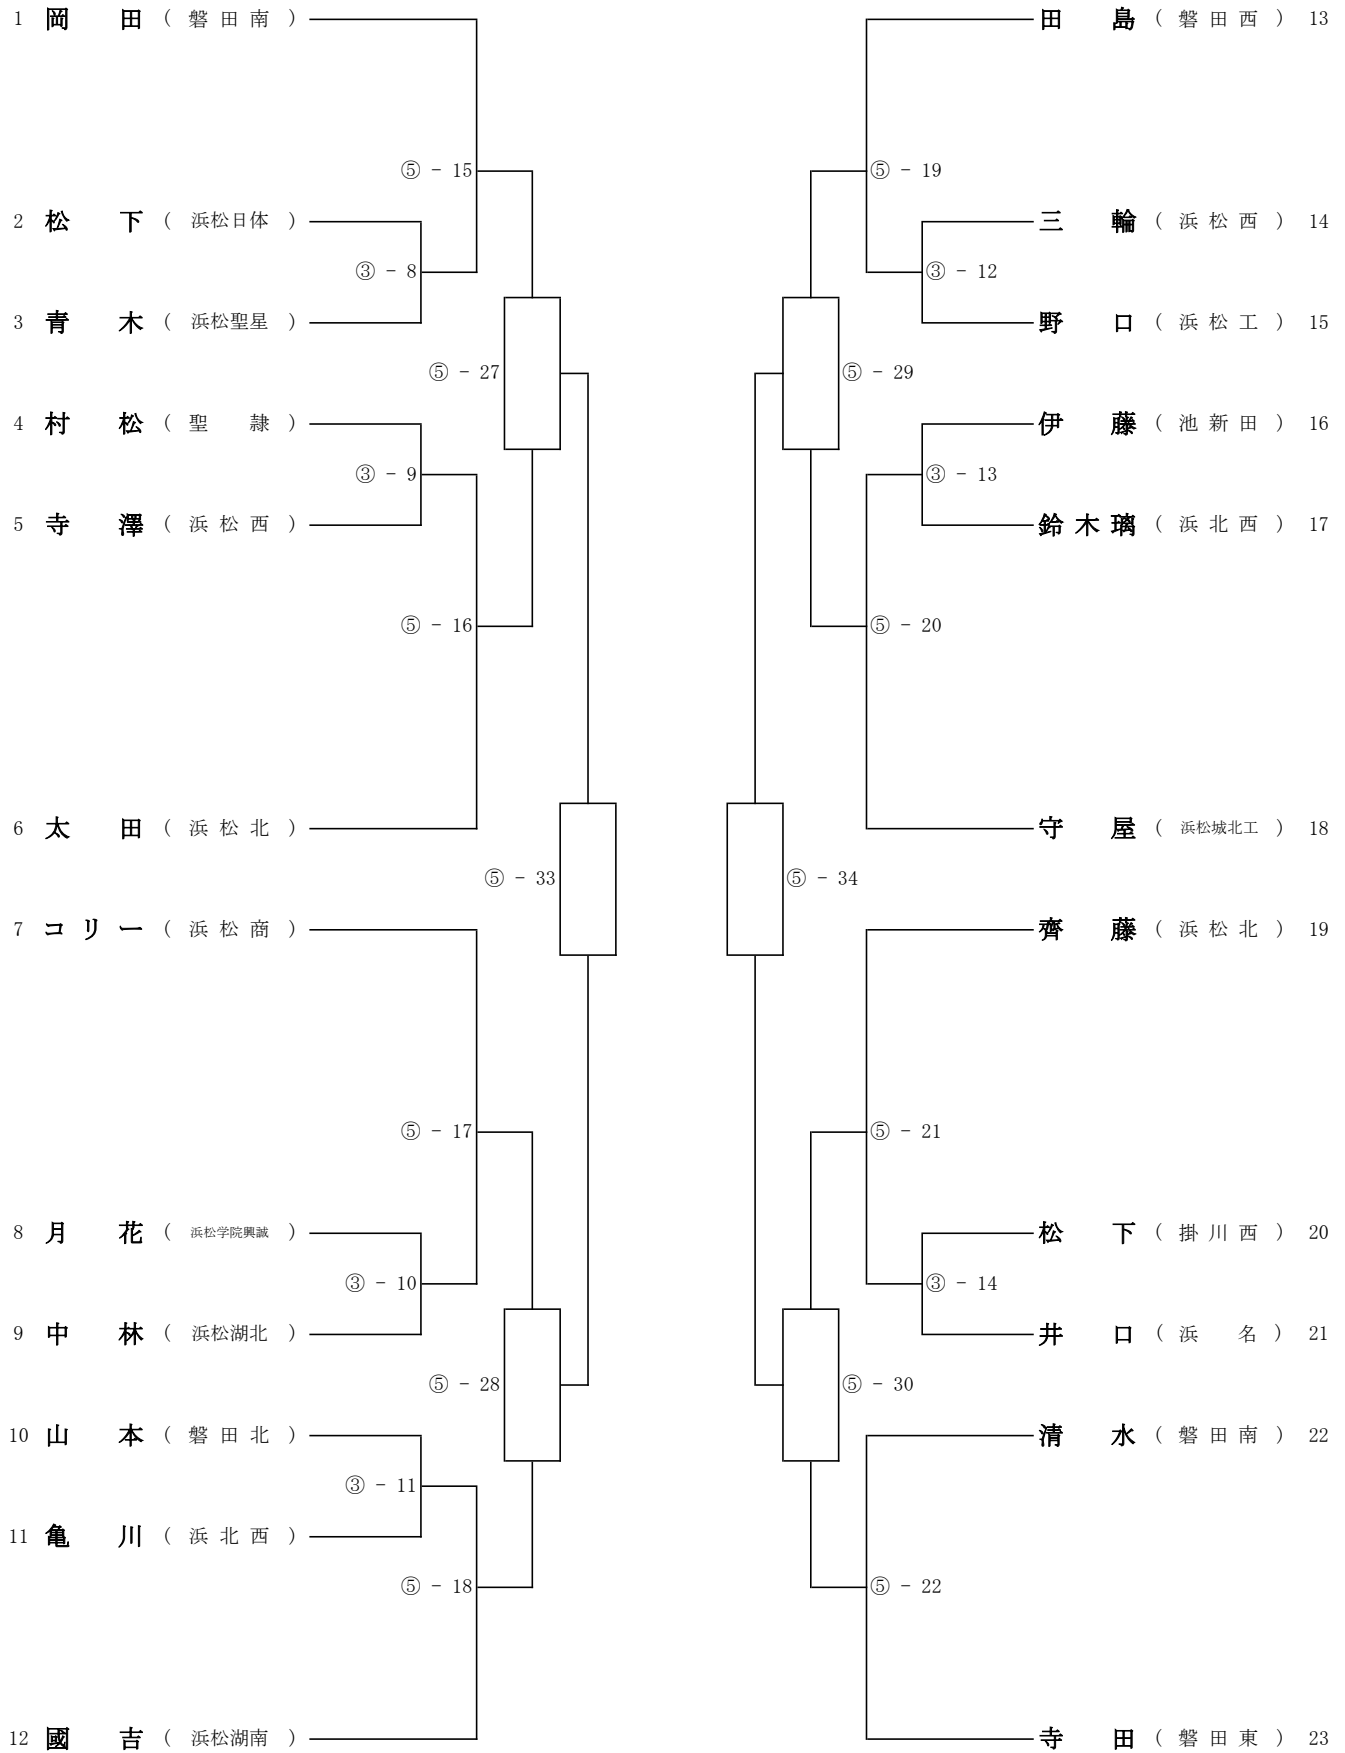 1 岡 田 ( 磐 田 南 )
田 島 ( 磐 田 西 ) 13
⑤ - 15
⑤ - 19
2 松 下 ( 浜松日体 )
三 輪 ( 浜 松 西 ) 14
③ - 8
③ - 12
3 青 木 ( 浜松聖星 )
野 口 ( 浜 松 工 ) 15
⑤ - 27
⑤ - 29
4 村 松 ( 聖 隷 )
伊 藤 ( 池 新 田 ) 16
③ - 9
③ - 13
5 寺 澤 ( 浜 松 西 )
鈴 木 璃 ( 浜 北 西 ) 17
⑤ - 16
⑤ - 20
6 太 田 ( 浜 松 北 )
守 屋 ( 浜松城北工 ) 18
⑤ - 33
⑤ - 34
7 コ リ ー ( 浜 松 商 )
齊 藤 ( 浜 松 北 ) 19
⑤ - 17
⑤ - 21
8 月 花 ( 浜松学院興誠 )
松 下 ( 掛 川 西 ) 20
③ - 10
③ - 14
9 中 林 ( 浜松湖北 )
井 口 ( 浜 名 ) 21
⑤ - 28
⑤ - 30
10 山 本 ( 磐 田 北 )
清 水 ( 磐 田 南 ) 22
③ - 11
11 亀 川 ( 浜 北 西 )
⑤ - 18
⑤ - 22
12 國 吉 ( 浜松湖南 )
寺 田 ( 磐 田 東 ) 23